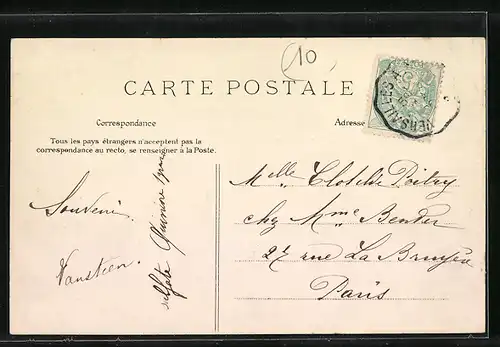 10
CARTE POSTALE
Correspondance
Adresse
Tous les pays étrangers n'acceptent pas la
correspondance au recto, se renseigner à la Poste.
Souvenir
Vanstien.
Melle Clotilde Poitry
chez Mme Bender
27 rue La Bruyère
Paris
VERSAILLES A